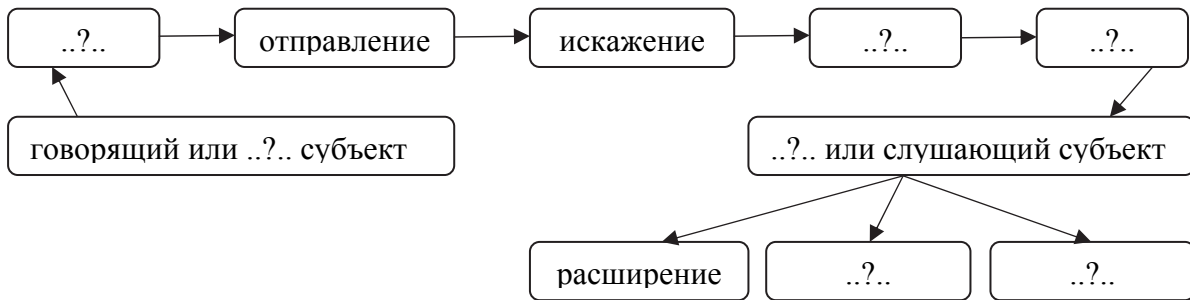 ..?..
отправление
искажение
..?..
..?..
говорящий или ..?.. субъект
..?.. или слушающий субъект
расширение
..?..
..?..